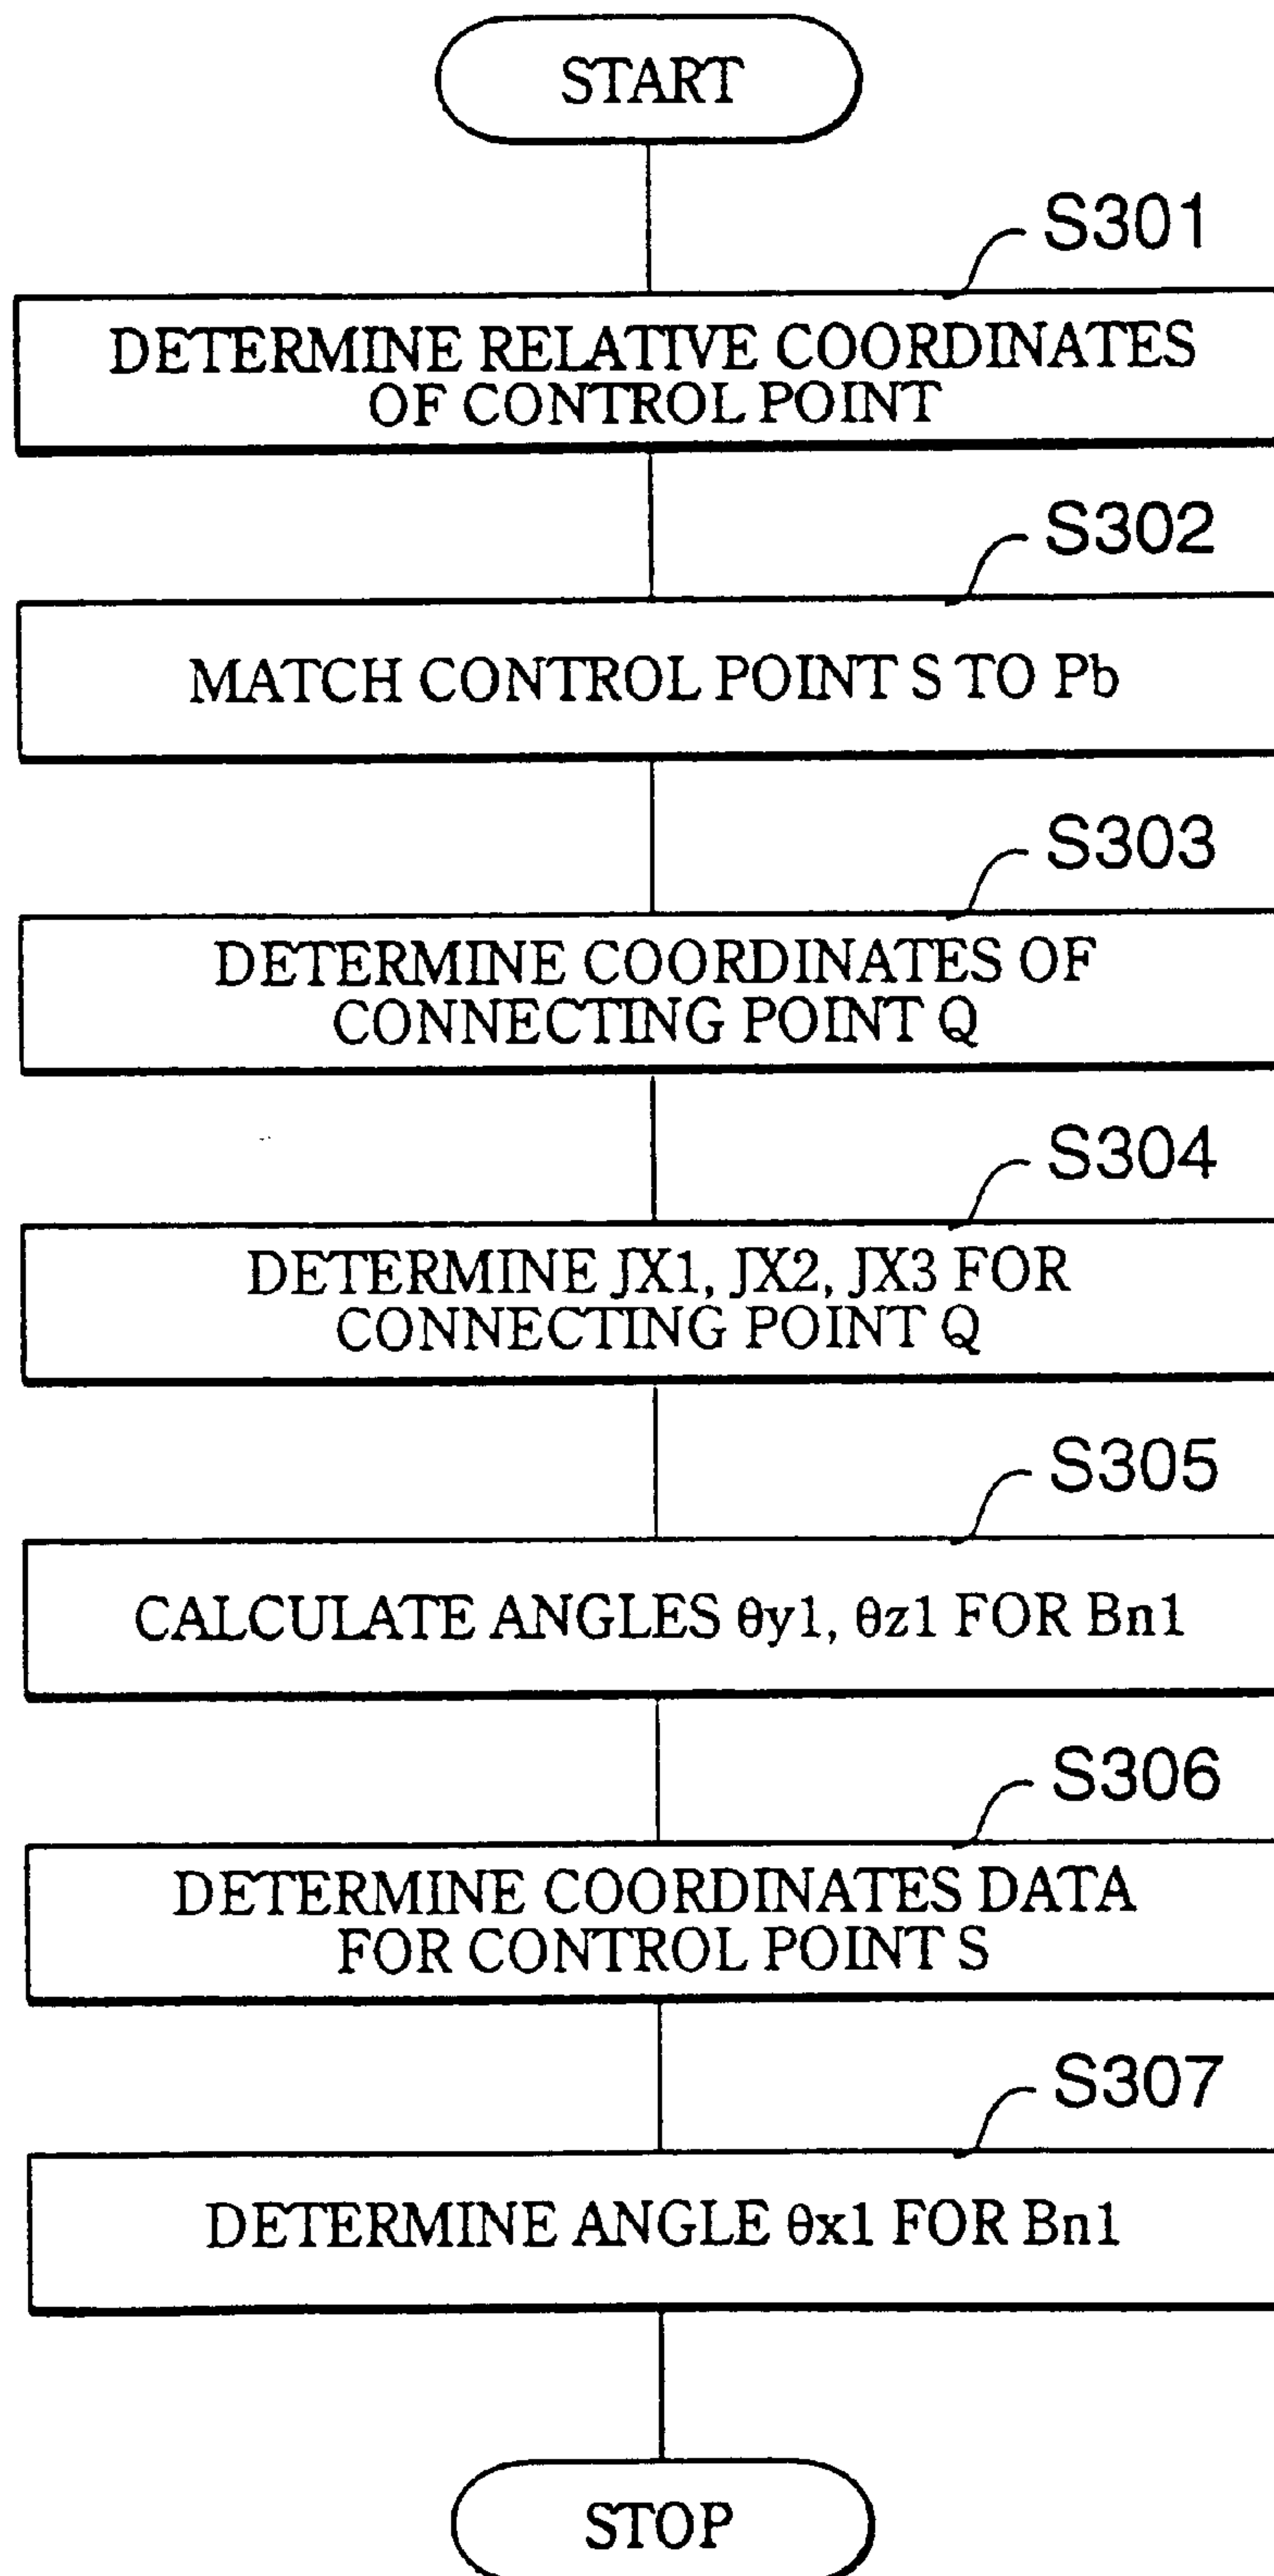 START
S301
DETERMINE RELATIVE COORDINATES
OF CONTROL POINT
S302
MATCH CONTROL POINT S TO Pb
S303
DETERMINE COORDINATES OF
CONNECTING POINT Q
S304
DETERMINE JX1, JX2, JX3 FOR
CONNECTING POINT Q
S305
CALCULATE ANGLES θy1, θz1 FOR Bn1
S306
DETERMINE COORDINATES DATA
FOR CONTROL POINT S
S307
DETERMINE ANGLE θx1 FOR Bn1
STOP